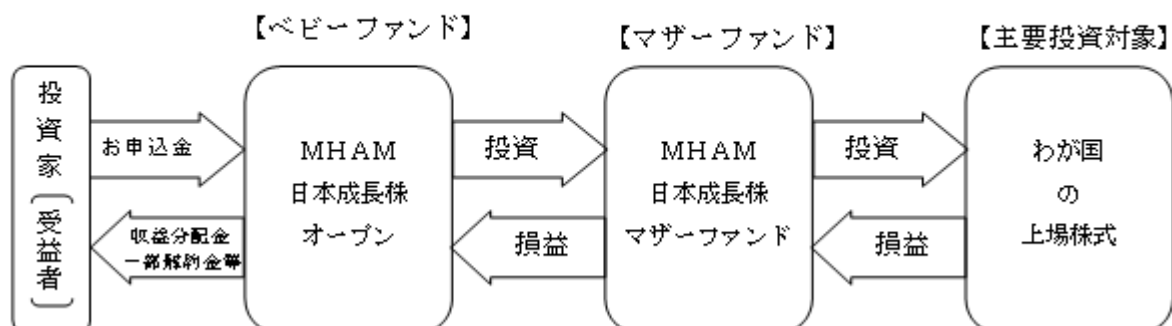 【ベビーファンド】
【マザーファンド】
【主要投資対象】
投資家
(受益者)
お申込金
収益分配金
一部解約金等
MHAM
日本成長株
オープン
投資
損益
MHAM
日本成長株
マザーファンド
投資
損益
わが国
の
上場株式